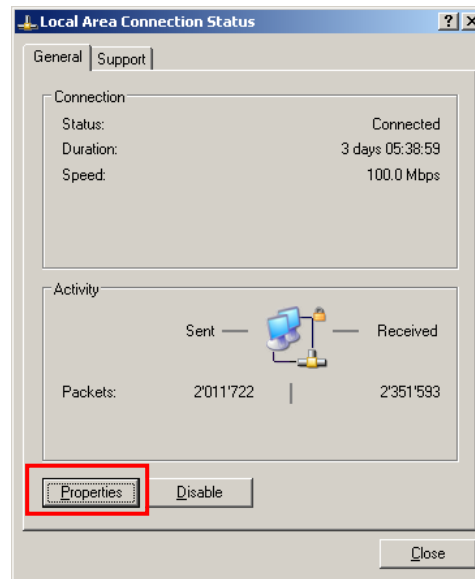 Local Area Connection Status
General Support
Connection
Status: Connected
Duration: 3 days 05:38:59
Speed: 100.0 Mbps
Activity
Sent — — Received
Packets: 2'011'722 | 2'351'593
Properties Disable
Close